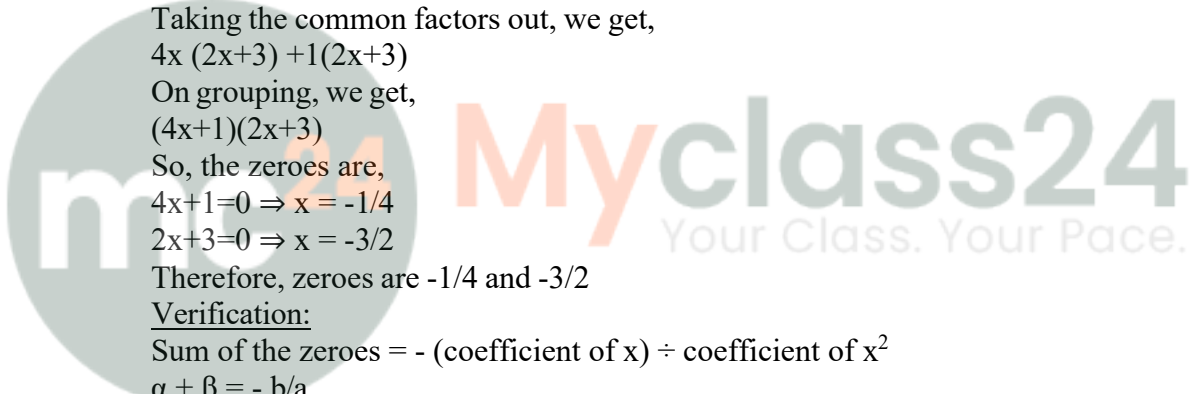 Taking the common factors out, we get,
4x (2x+3) +1(2x+3)
On grouping, we get,
(4x+1)(2x+3)
So, the zeroes are,
4x+1=0 ⇒ x = -1/4
2x+3=0 ⇒ x = -3/2
Therefore, zeroes are -1/4 and -3/2
Verification:
Sum of the zeroes = - (coefficient of x) ÷ coefficient of x²
α + β = - b/a
mc24
Myclass24
Your Class. Your Pace.